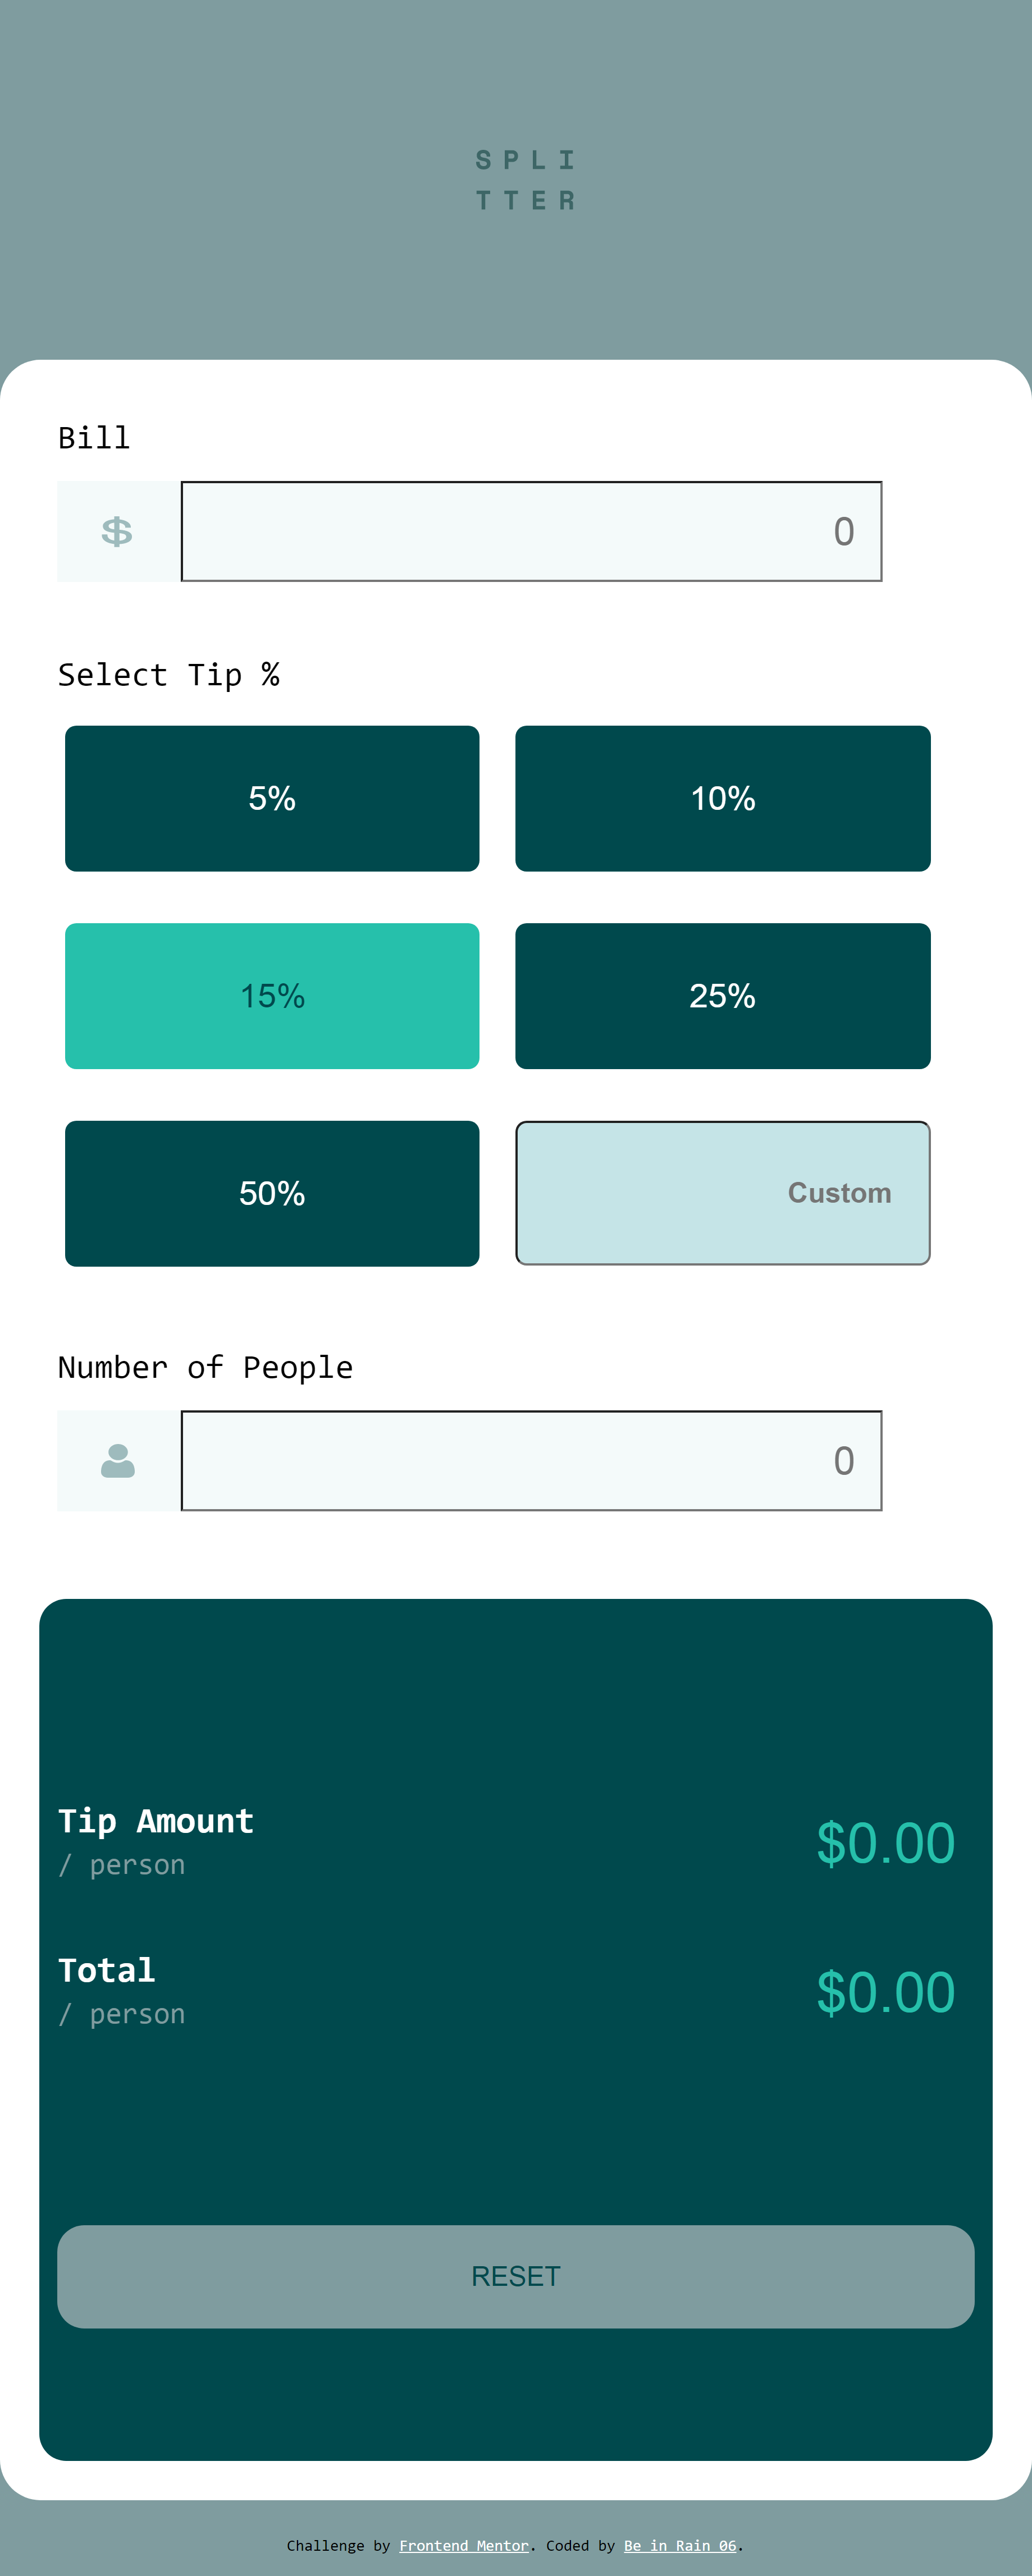 SPLI
TTER
Bill
$ 0
Select Tip %
5% 10%
15% 25%
50% Custom
Number of People
0
Tip Amount
/ person
$0.00
Total
/ person
$0.00
RESET
Challenge by Frontend Mentor. Coded by Be in Rain 06.